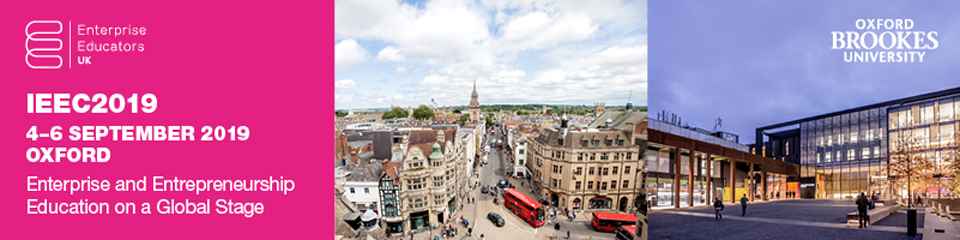 Enterprise
Educators
UK
IEEC2019
4–6 SEPTEMBER 2019
OXFORD
Enterprise and Entrepreneurship
Education on a Global Stage
OXFORD
BROOKES
UNIVERSITY